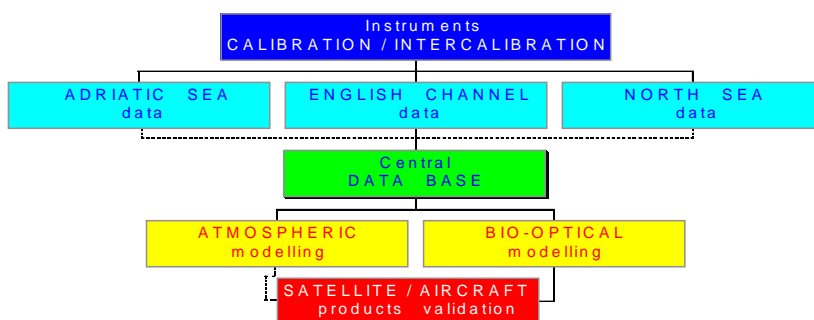 Instruments
CALIBRATION / INTERCALIBRATION
ADRIATIC SEA
data
ENGLISH CHANNEL
data
NORTH SEA
data
Central
DATA BASE
ATMOSPHERIC
modelling
BIO-OPTICAL
modelling
SATELLITE / AIRCRAFT
products validation